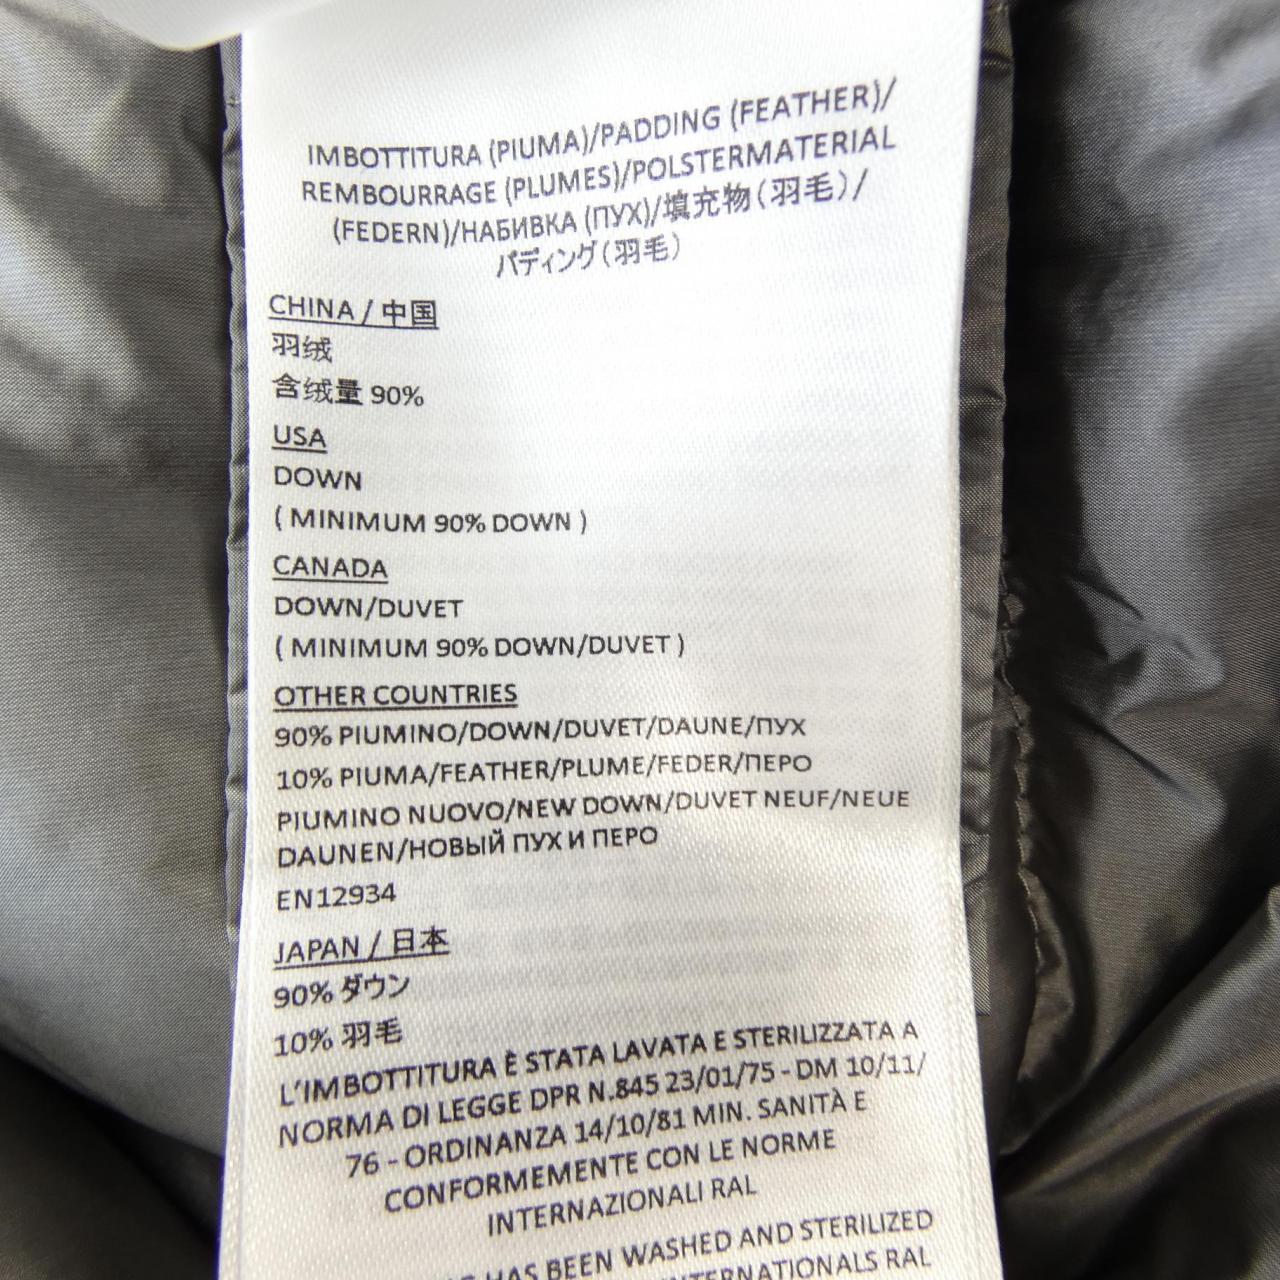 IMBOTTITURA (PIUMA)/PADDING (FEATHER)/
REMBOURRAGE (PLUMES)/POLSTERMATERIAL
(FEDERN)/НАБИВКА (ПУХ)/填充物(羽毛)/
パディング(羽毛)
CHINA / 中国
羽绒
含绒量 90%
USA
DOWN
( MINIMUM 90% DOWN )
CANADA
DOWN/DUVET
( MINIMUM 90% DOWN/DUVET )
OTHER COUNTRIES
90% PIUMINO/DOWN/DUVET/DAUNE/ПУХ
10% PIUMA/FEATHER/PLUME/FEDER/ПЕРО
PIUMINO NUOVO/NEW DOWN/DUVET NEUF/NEUE
DAUNEN/НОВЫЙ ПУХ И ПЕРО
EN12934
JAPAN / 日本
90% ダウン
10% 羽毛
L'IMBOTTITURA È STATA LAVATA E STERILIZZATA A
NORMA DI LEGGE DPR N.845 23/01/75 - DM 10/11/
76 - ORDINANZA 14/10/81 MIN. SANITÀ E
CONFORMEMENTE CON LE NORME
INTERNAZIONALI RAL
HAS BEEN WASHED AND STERILIZED
INTERNATIONALS RAL